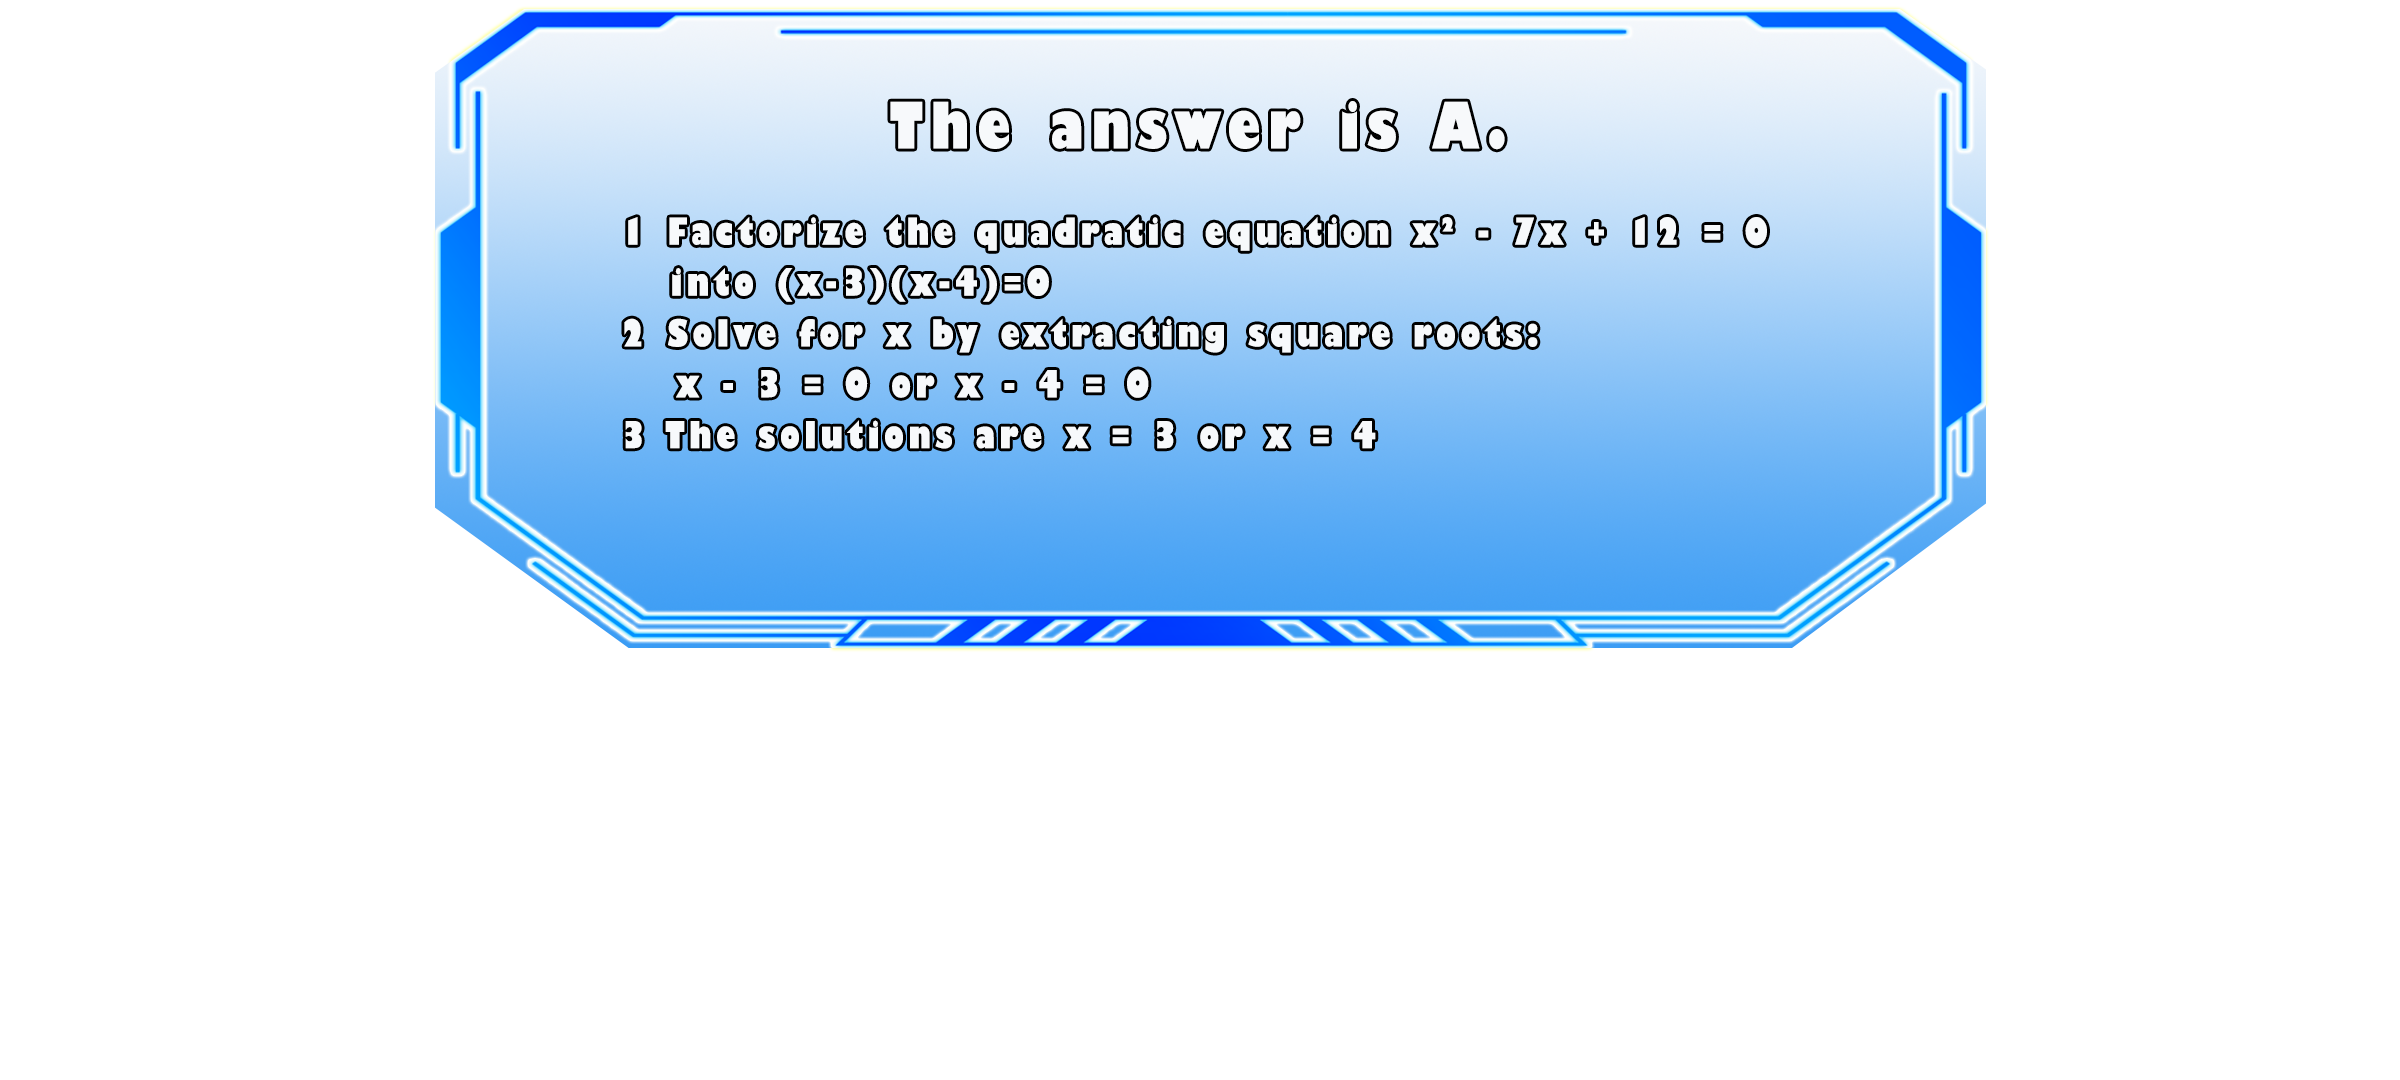 The answer is A.
1 Factorize the quadratic equation x² - 7x + 12 = 0
into (x-3)(x-4)=0
2 Solve for x by extracting square roots:
x - 3 = 0 or x - 4 = 0
3 The solutions are x = 3 or x = 4